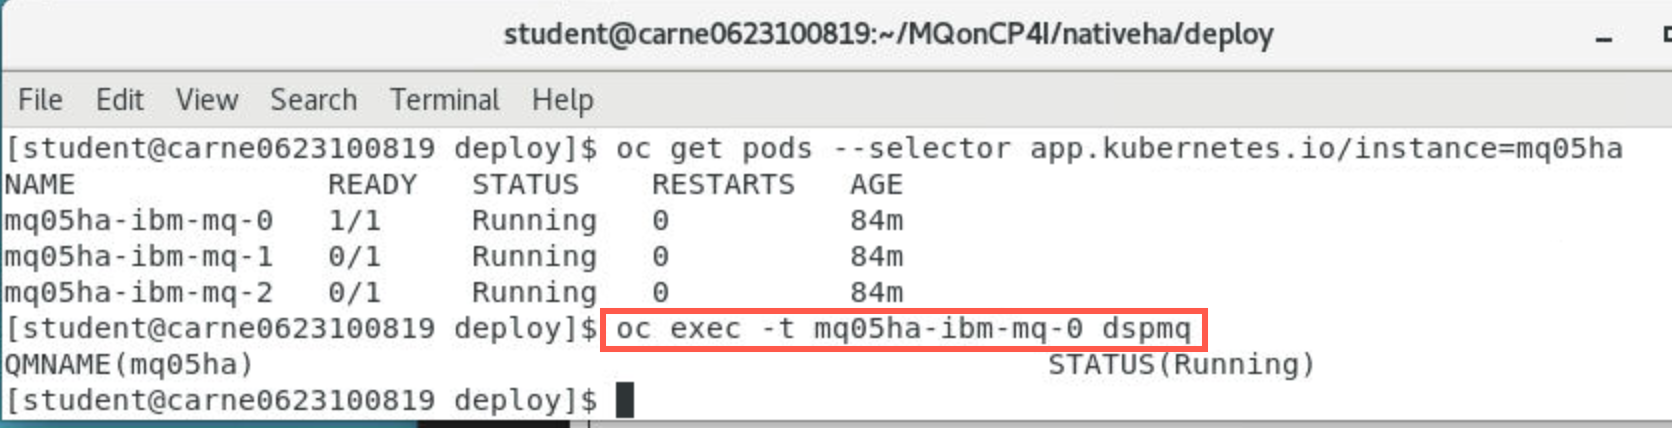 student@carne0623100819:~/MQonCP4I/nativeha/deploy
File Edit View Search Terminal Help
[student@carne0623100819 deploy]$ oc get pods --selector app.kubernetes.io/instance=mq05ha
NAME READY STATUS RESTARTS AGE
mq05ha-ibm-mq-0 1/1 Running 0 84m
mq05ha-ibm-mq-1 0/1 Running 0 84m
mq05ha-ibm-mq-2 0/1 Running 0 84m
[student@carne0623100819 deploy]$ oc exec -t mq05ha-ibm-mq-0 dspmq
QMNAME(mq05ha) STATUS(Running)
[student@carne0623100819 deploy]$